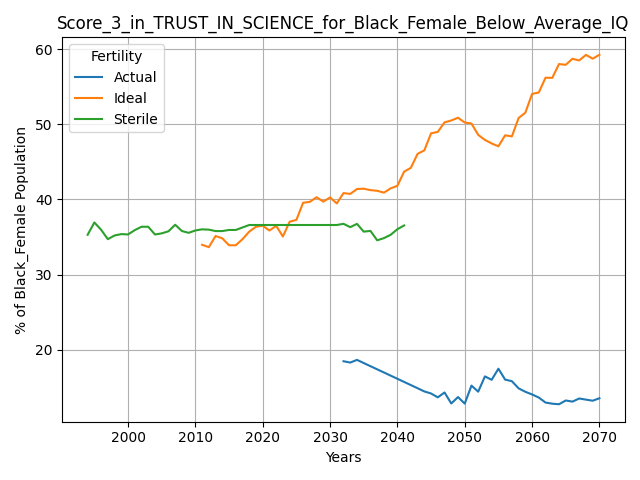 Score_3_in_TRUST_IN_SCIENCE_for_Black_Female_Below_Average_IQ
Fertility
Actual
Ideal
Sterile
% of Black_Female Population
60
50
40
30
20
2000 2010 2020 2030 2040 2050 2060 2070
Years